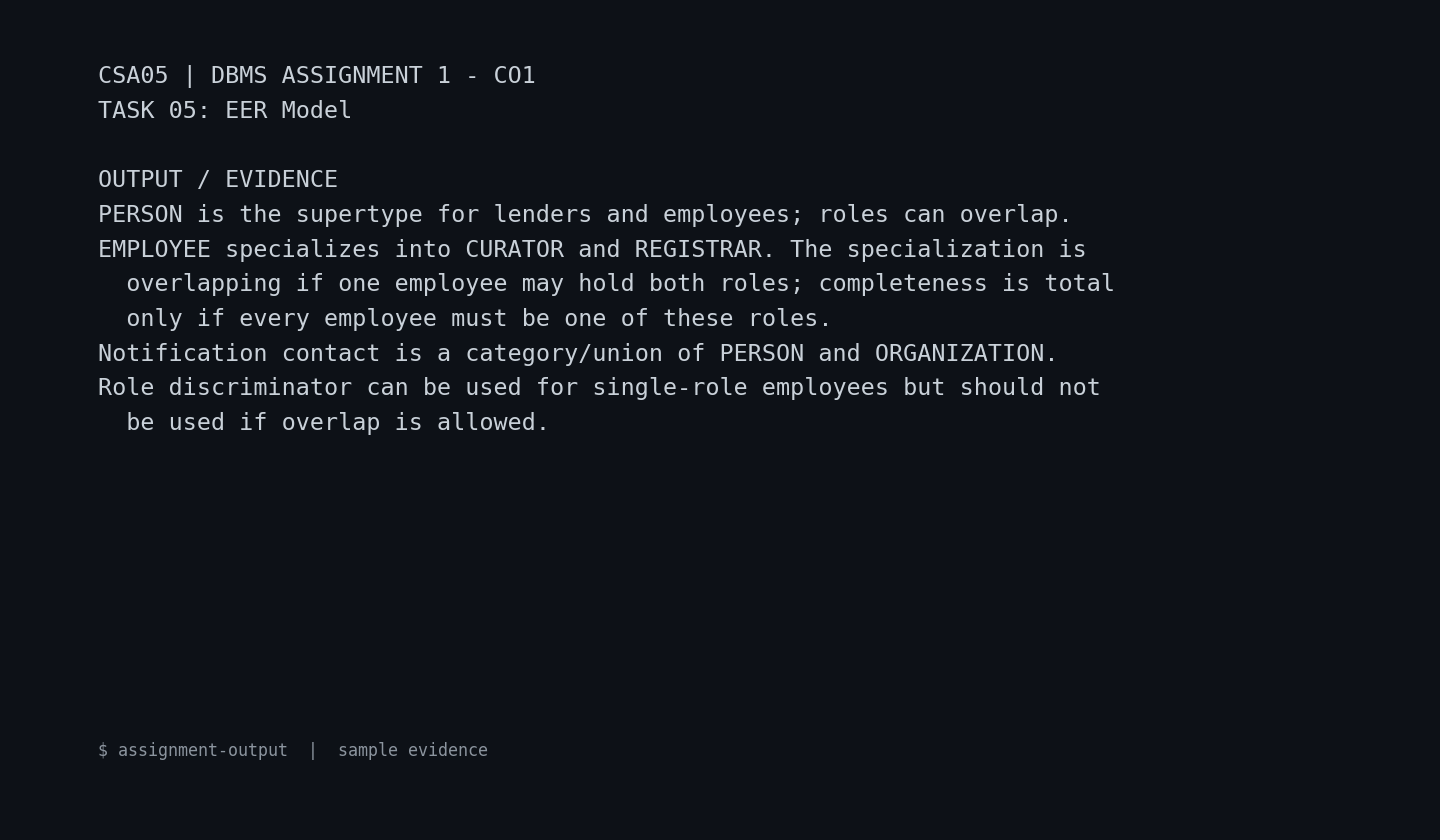 CSA05 | DBMS ASSIGNMENT 1 - CO1
TASK 05: EER Model
OUTPUT / EVIDENCE
PERSON is the supertype for lenders and employees; roles can overlap.
EMPLOYEE specializes into CURATOR and REGISTRAR. The specialization is
overlapping if one employee may hold both roles; completeness is total
only if every employee must be one of these roles.
Notification contact is a category/union of PERSON and ORGANIZATION.
Role discriminator can be used for single-role employees but should not
be used if overlap is allowed.
$ assignment-output | sample evidence